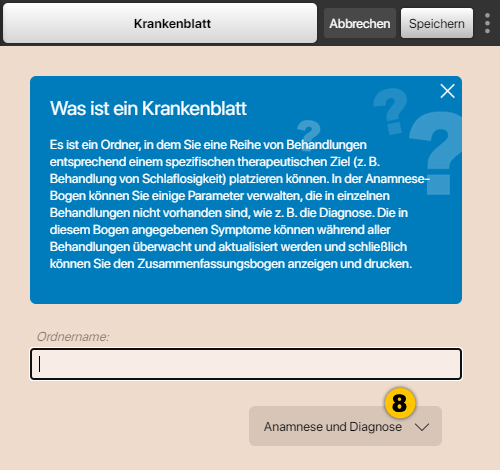 Krankenblatt
Abbrechen
Speichern
Was ist ein Krankenblatt
Es ist ein Ordner, in dem Sie eine Reihe von Behandlungen
entsprechend einem spezifischen therapeutischen Ziel (z. B.
Behandlung von Schlaflosigkeit) platzieren können. In der Anamnese-
Bogen können Sie einige Parameter verwalten, die in einzelnen
Behandlungen nicht vorhanden sind, wie z. B. die Diagnose. Die in
diesem Bogen angegebenen Symptome können während aller
Behandlungen überwacht und aktualisiert werden und schließlich
können Sie den Zusammenfassungsbogen anzeigen und drucken.
? ? ?
Ordnername:
8
Anamnese und Diagnose